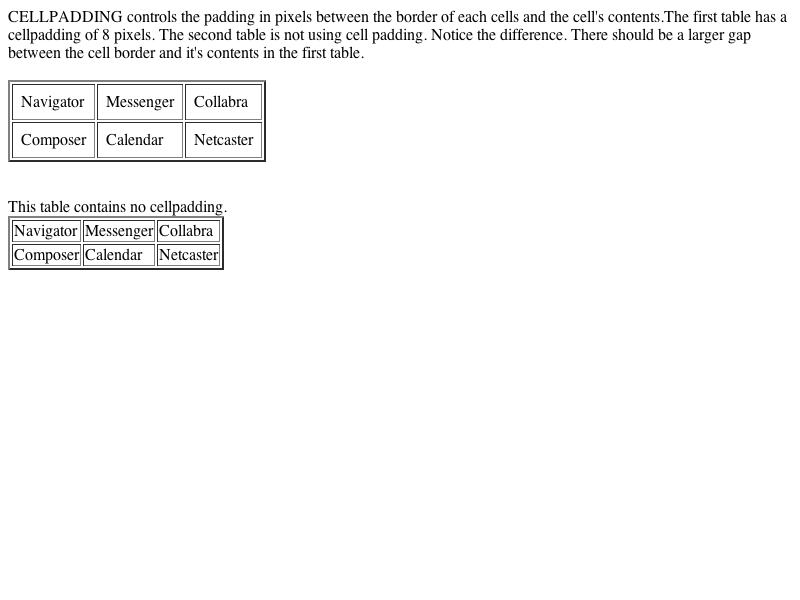 CELLPADDING controls the padding in pixels between the border of each cells and the cell's contents.The first table has a
cellpadding of 8 pixels. The second table is not using cell padding. Notice the difference. There should be a larger gap
between the cell border and it's contents in the first table.
Navigator Messenger Collabra
Composer Calendar Netcaster
This table contains no cellpadding.
Navigator Messenger Collabra
Composer Calendar Netcaster